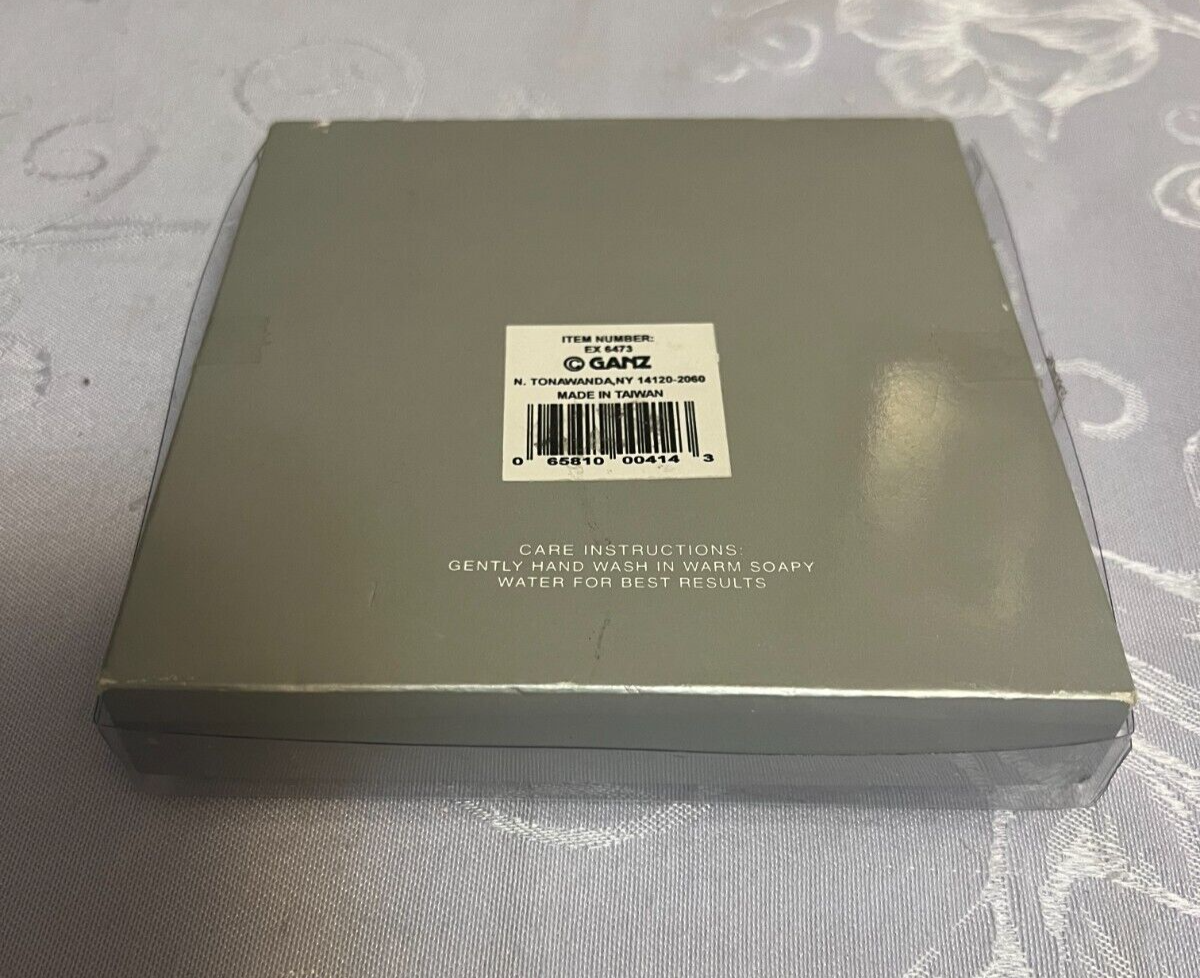 ITEM NUMBER:
EX 6473
© GANZ
N. TONAWANDA,NY 14120-2060
MADE IN TAIWAN
0 65810 00414 3
CARE INSTRUCTIONS:
GENTLY HAND WASH IN WARM SOAPY
WATER FOR BEST RESULTS